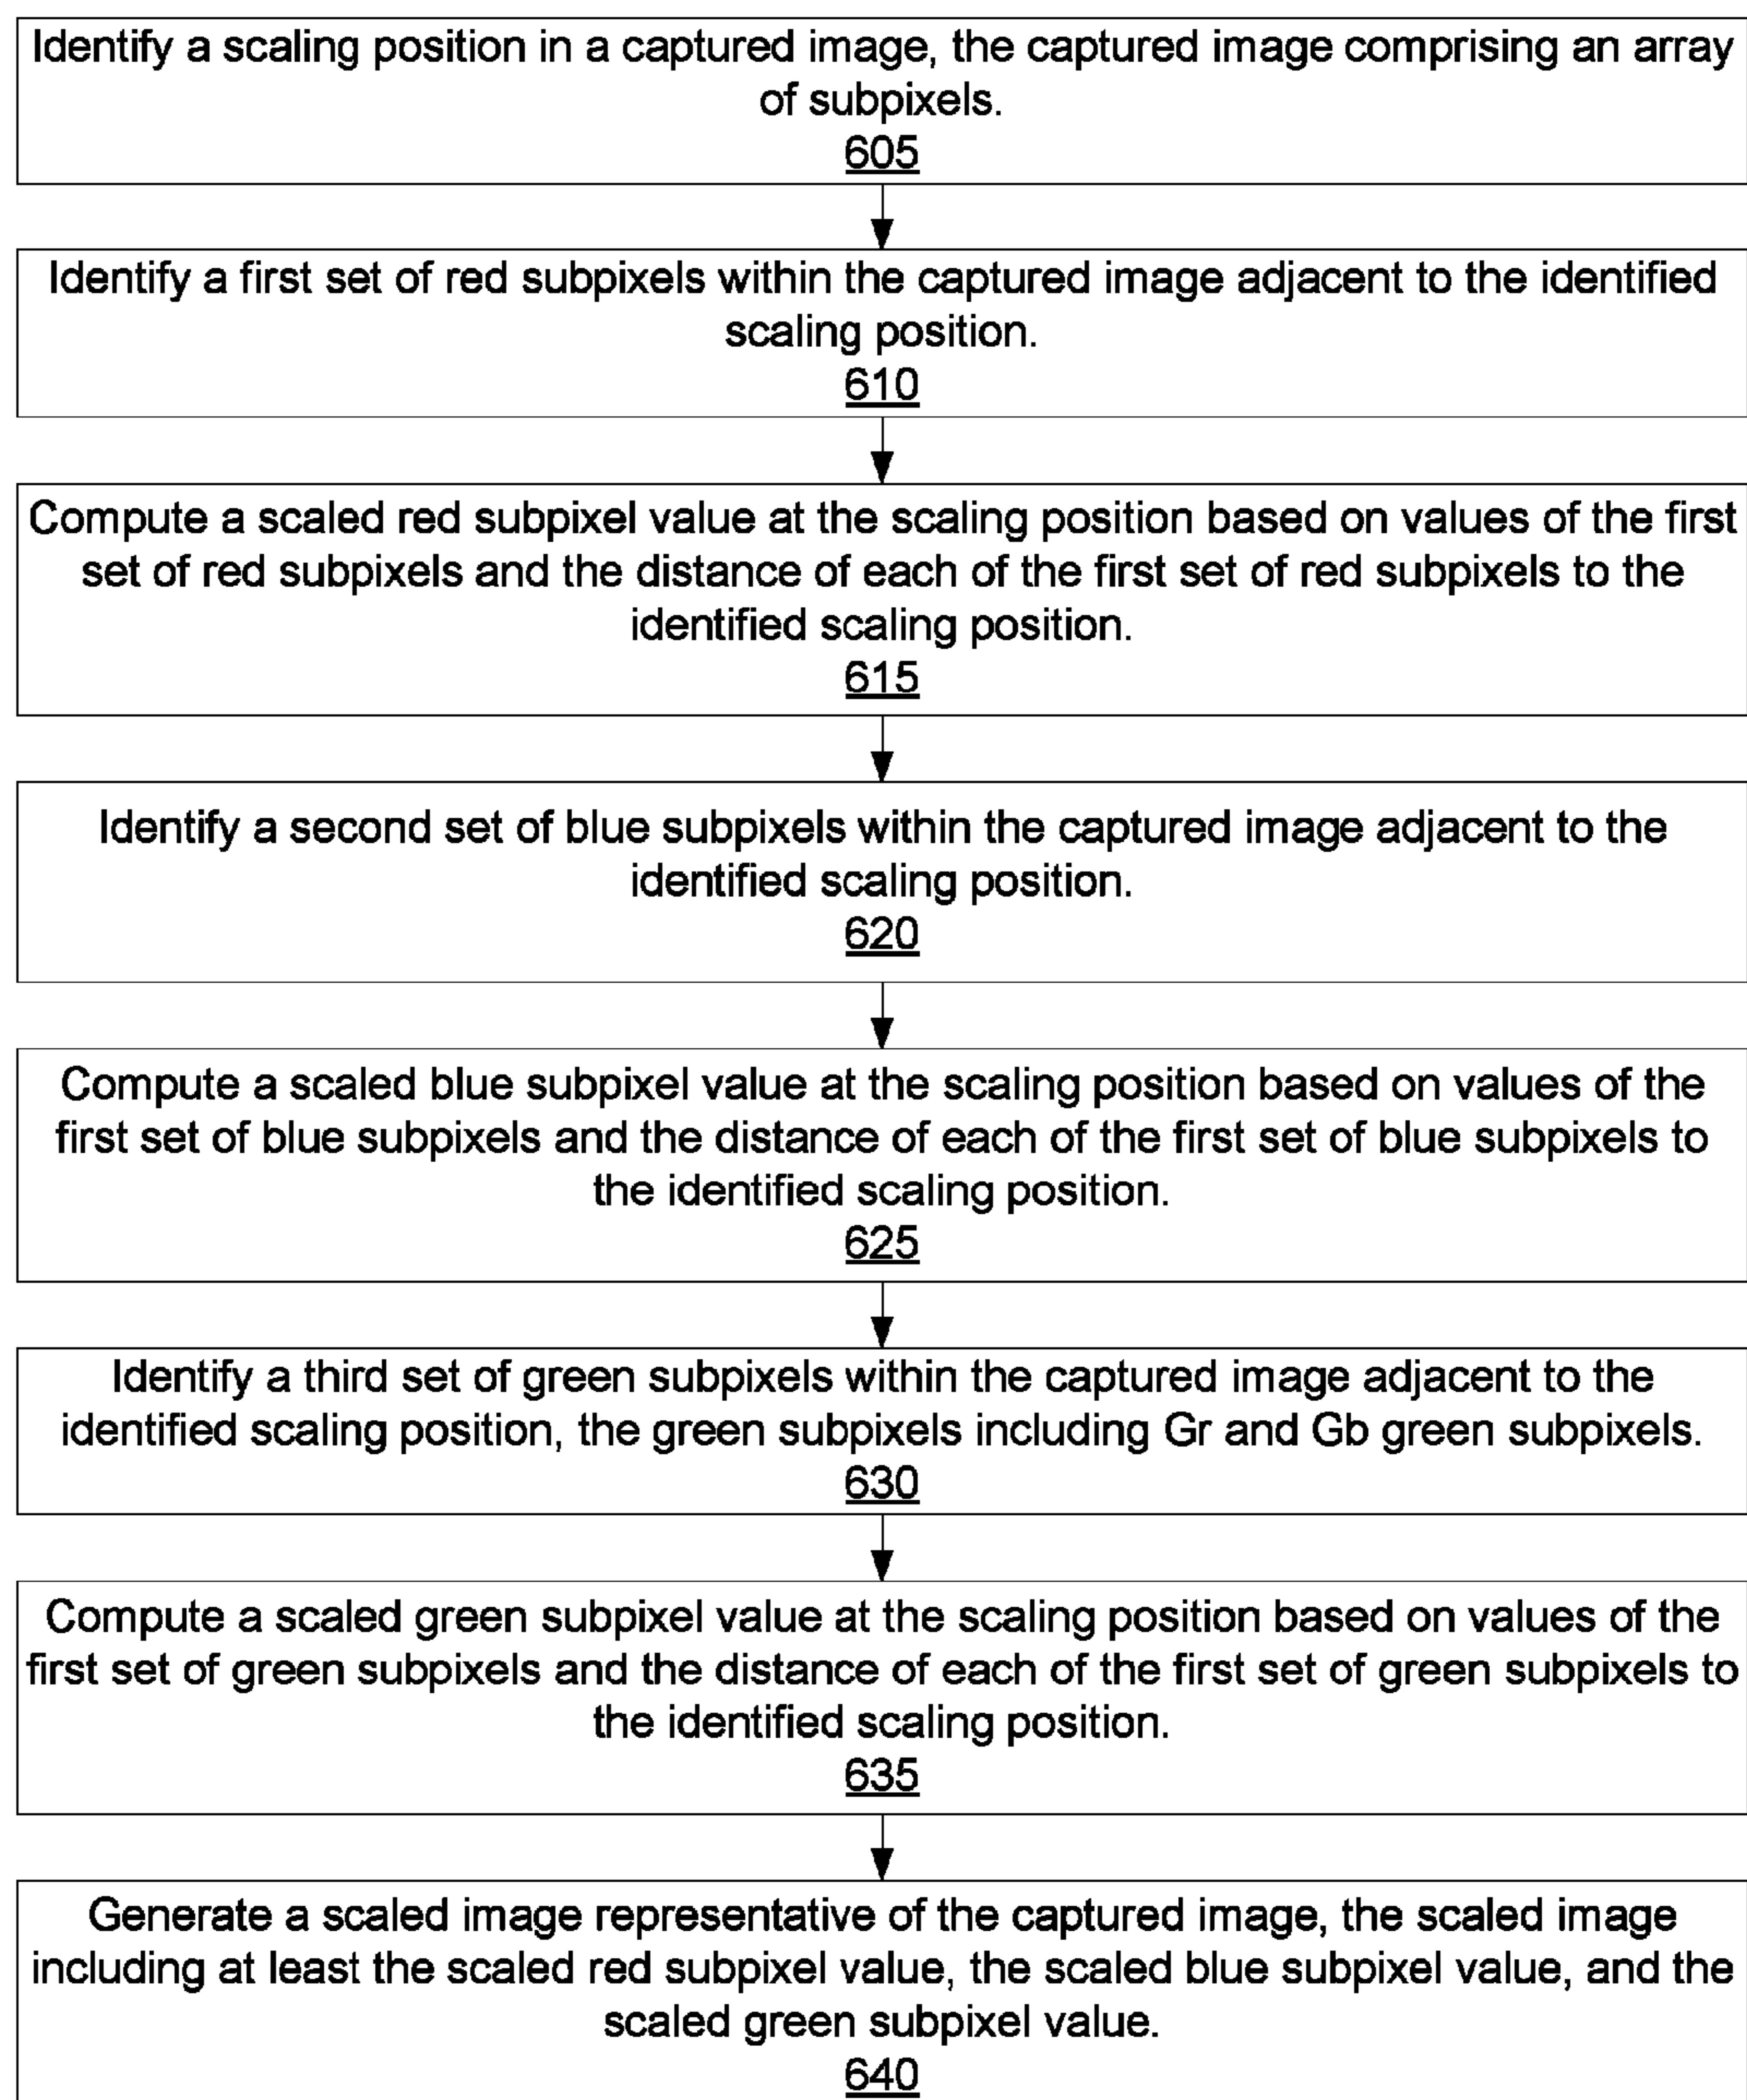 Identify a scaling position in a captured image, the captured image comprising an array
of subpixels.
605
Identify a first set of red subpixels within the captured image adjacent to the identified
scaling position.
610
Compute a scaled red subpixel value at the scaling position based on values of the first
set of red subpixels and the distance of each of the first set of red subpixels to the
identified scaling position.
615
Identify a second set of blue subpixels within the captured image adjacent to the
identified scaling position.
620
Compute a scaled blue subpixel value at the scaling position based on values of the
first set of blue subpixels and the distance of each of the first set of blue subpixels to
the identified scaling position.
625
Identify a third set of green subpixels within the captured image adjacent to the
identified scaling position, the green subpixels including Gr and Gb green subpixels.
630
Compute a scaled green subpixel value at the scaling position based on values of the
first set of green subpixels and the distance of each of the first set of green subpixels to
the identified scaling position.
635
Generate a scaled image representative of the captured image, the scaled image
including at least the scaled red subpixel value, the scaled blue subpixel value, and the
scaled green subpixel value.
640